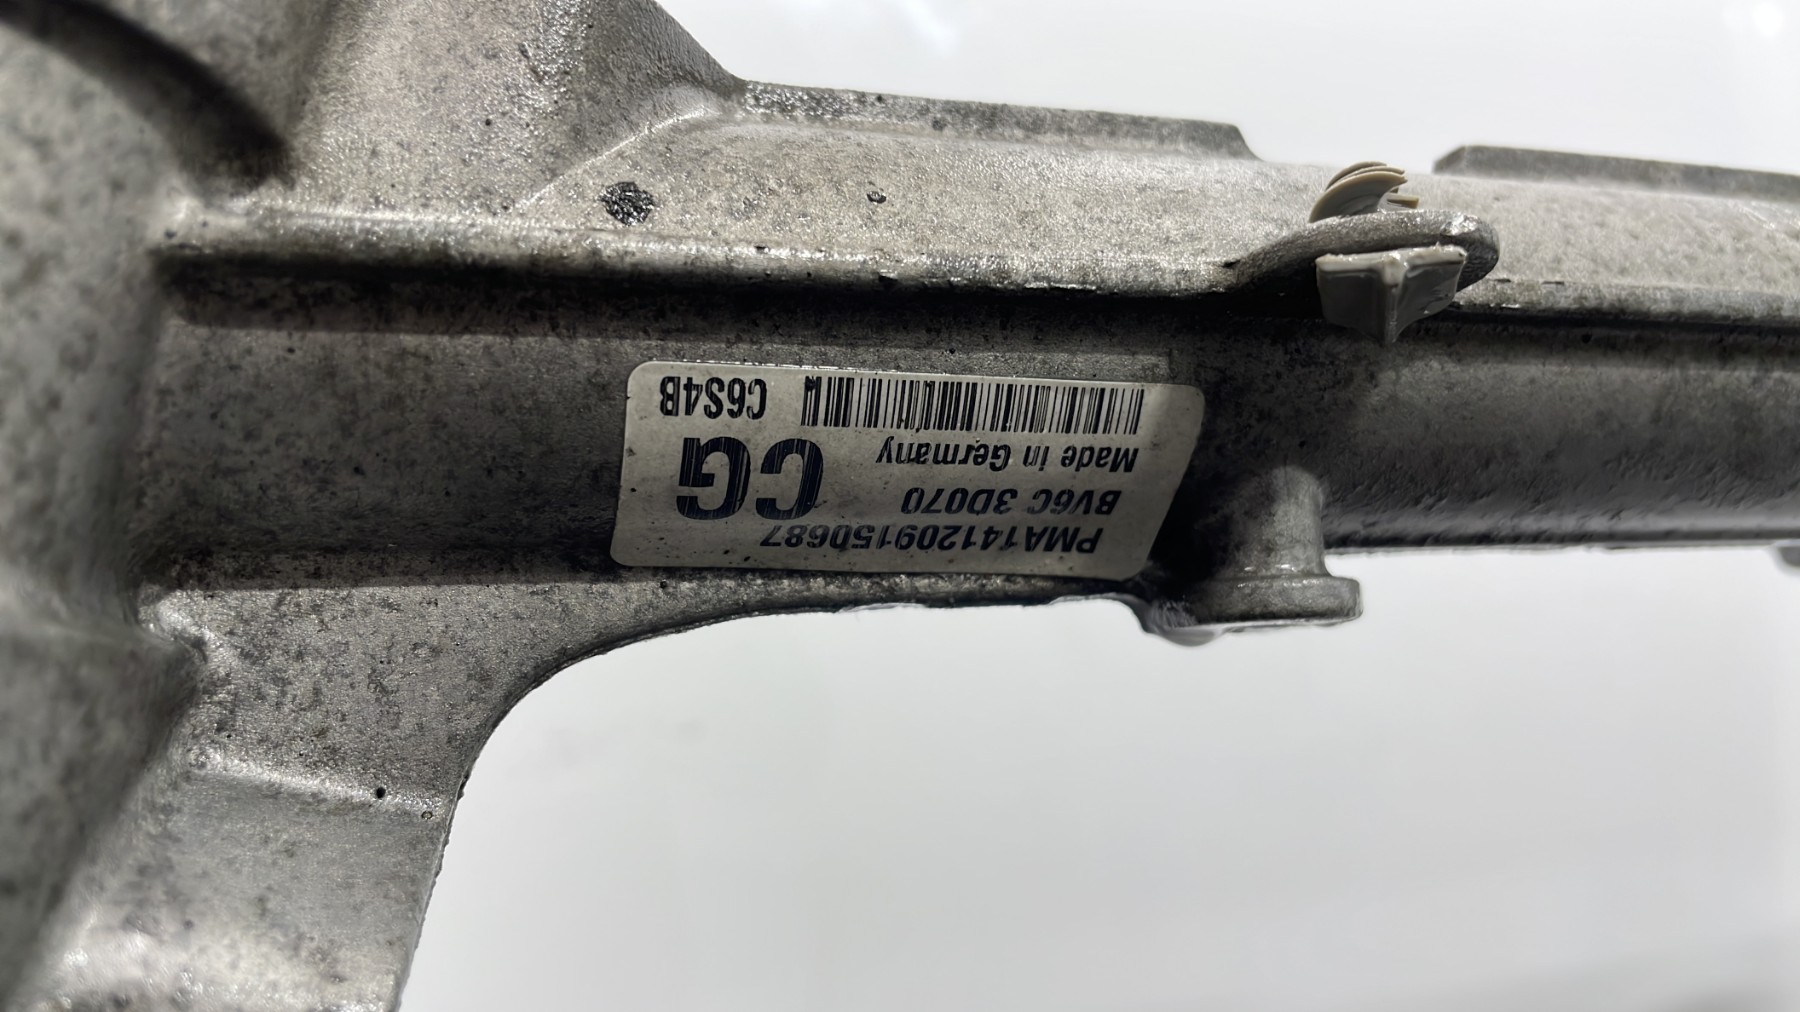 PMA141209150687
BV6C 3D070
CG
Made in Germany
C6S4B